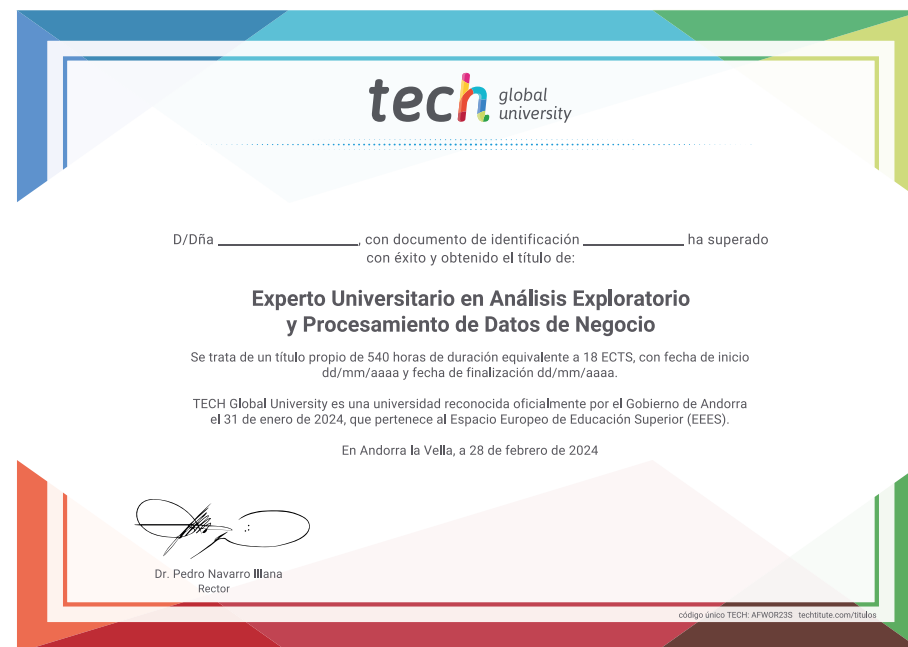 tech global university
D/Dña ________________, con documento de identificación ____________ ha superado
con éxito y obtenido el título de:
Experto Universitario en Análisis Exploratorio
y Procesamiento de Datos de Negocio
Se trata de un título propio de 540 horas de duración equivalente a 18 ECTS, con fecha de inicio
dd/mm/aaaa y fecha de finalización dd/mm/aaaa.
TECH Global University es una universidad reconocida oficialmente por el Gobierno de Andorra
el 31 de enero de 2024, que pertenece al Espacio Europeo de Educación Superior (EEES).
En Andorra la Vella, a 28 de febrero de 2024
Dr. Pedro Navarro Illana
Rector
código único TECH: AFWOR23S techtitute.com/titulos